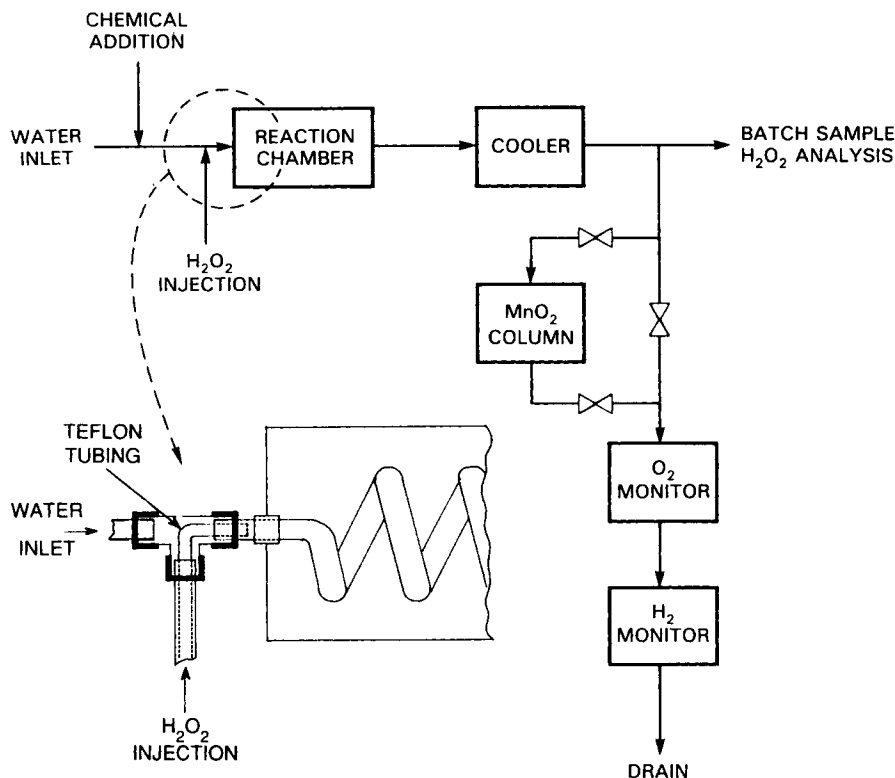 CHEMICAL
ADDITION
WATER
INLET
REACTION
CHAMBER
COOLER
BATCH SAMPLE
H₂O₂ ANALYSIS
H₂O₂
INJECTION
MnO₂
COLUMN
TEFLON
TUBING
O₂
MONITOR
WATER
INLET
H₂
MONITOR
H₂O₂
INJECTION
DRAIN